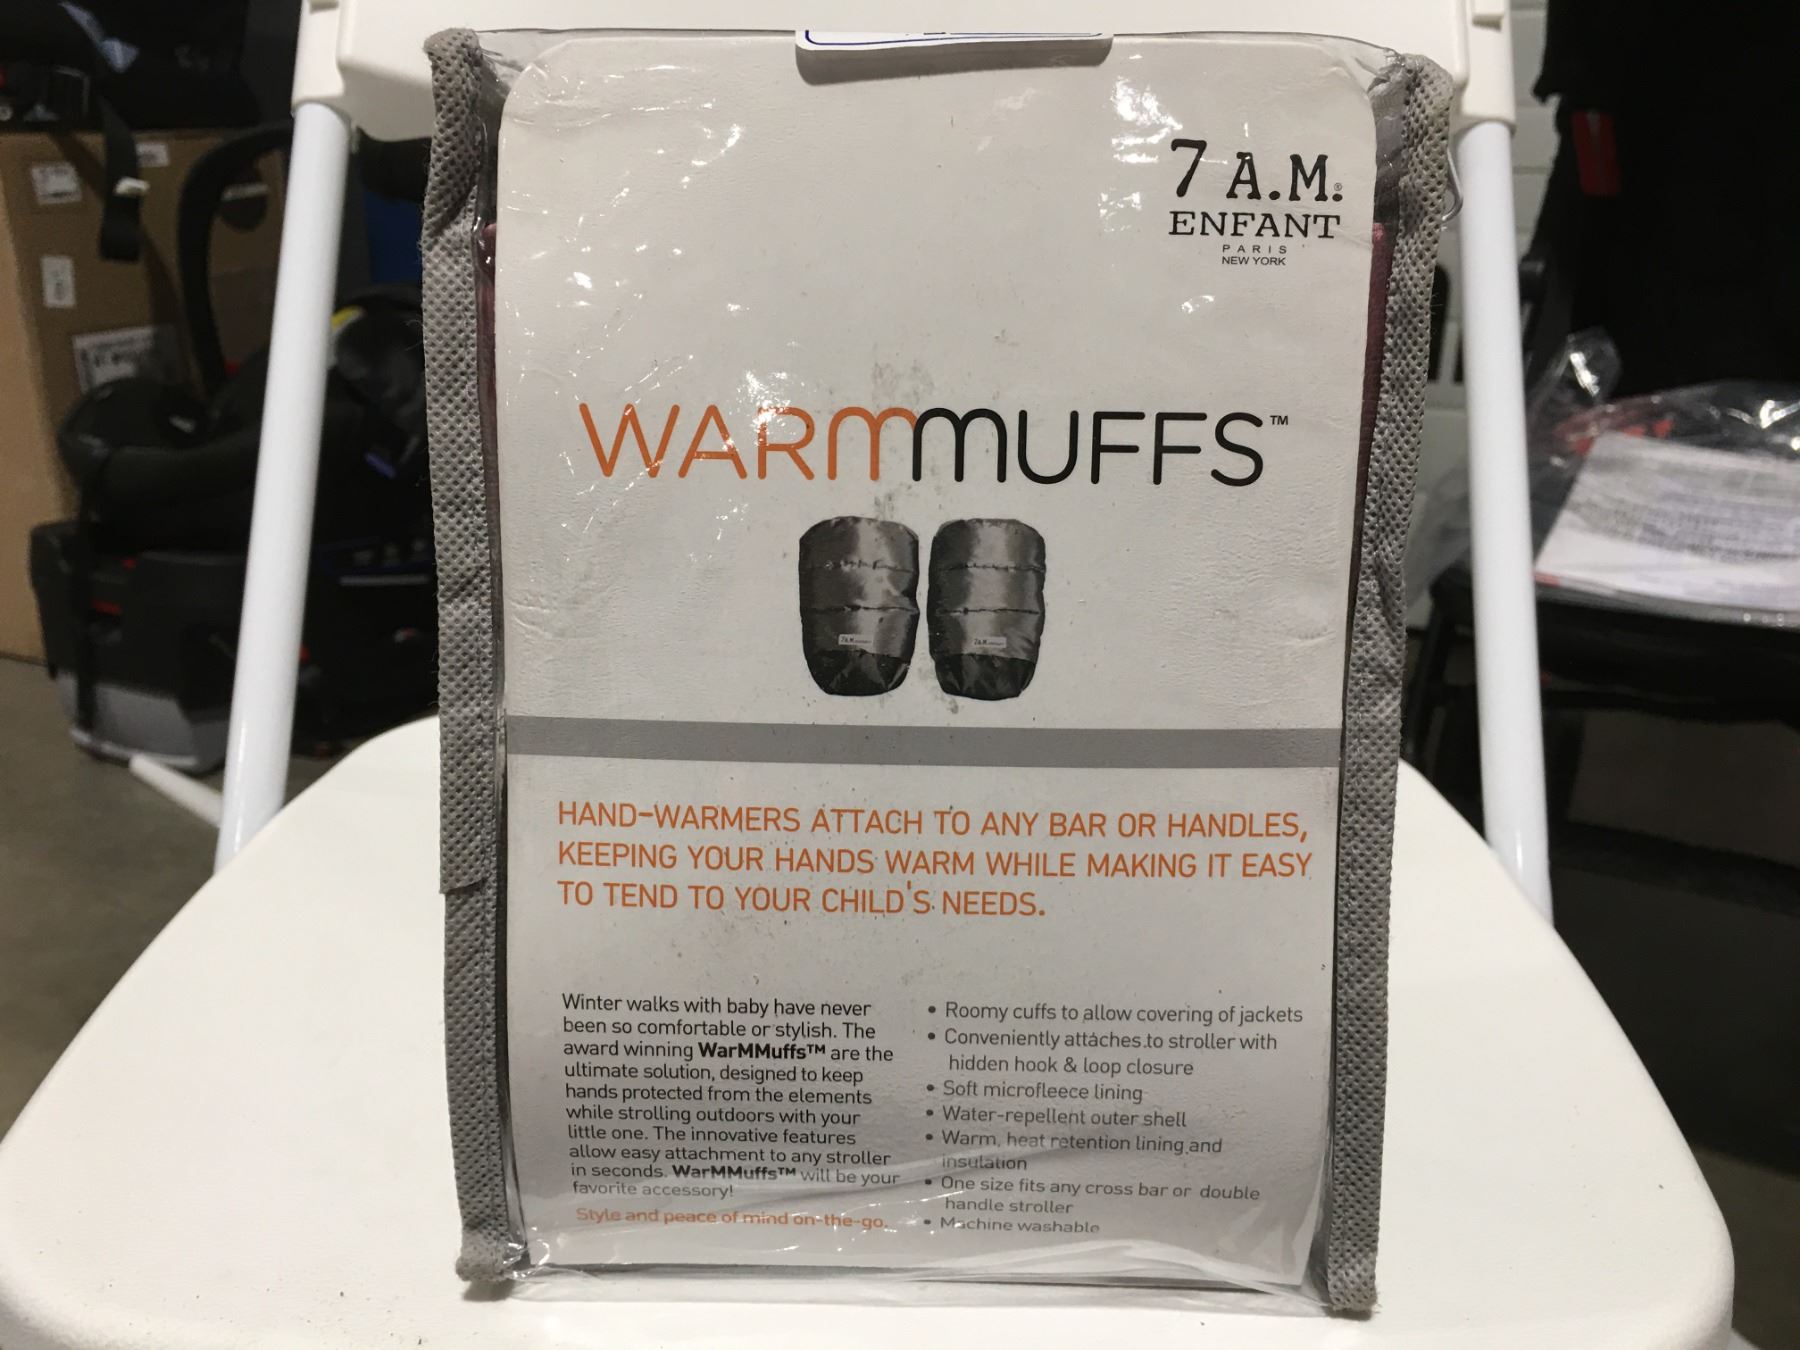 7 A.M.®
ENFANT
PARIS
NEW YORK
WARMMUFFS™
7A.M.
7A.M.
HAND-WARMERS ATTACH TO ANY BAR OR HANDLES,
KEEPING YOUR HANDS WARM WHILE MAKING IT EASY
TO TEND TO YOUR CHILD'S NEEDS.
Winter walks with baby have never
been so comfortable or stylish. The
award winning WarMMuffs™ are the
ultimate solution, designed to keep
hands protected from the elements
while strolling outdoors with your
little one. The innovative features
allow easy attachment to any stroller
in seconds. WarMMuffs™ will be your
favorite accessory!
Style and peace of mind on-the-go.
• Roomy cuffs to allow covering of jackets
• Conveniently attaches to stroller with
hidden hook & loop closure
• Soft microfleece lining
• Water-repellent outer shell
• Warm, heat retention lining and
insulation
• One size fits any cross bar or double
handle stroller
• Machine washable